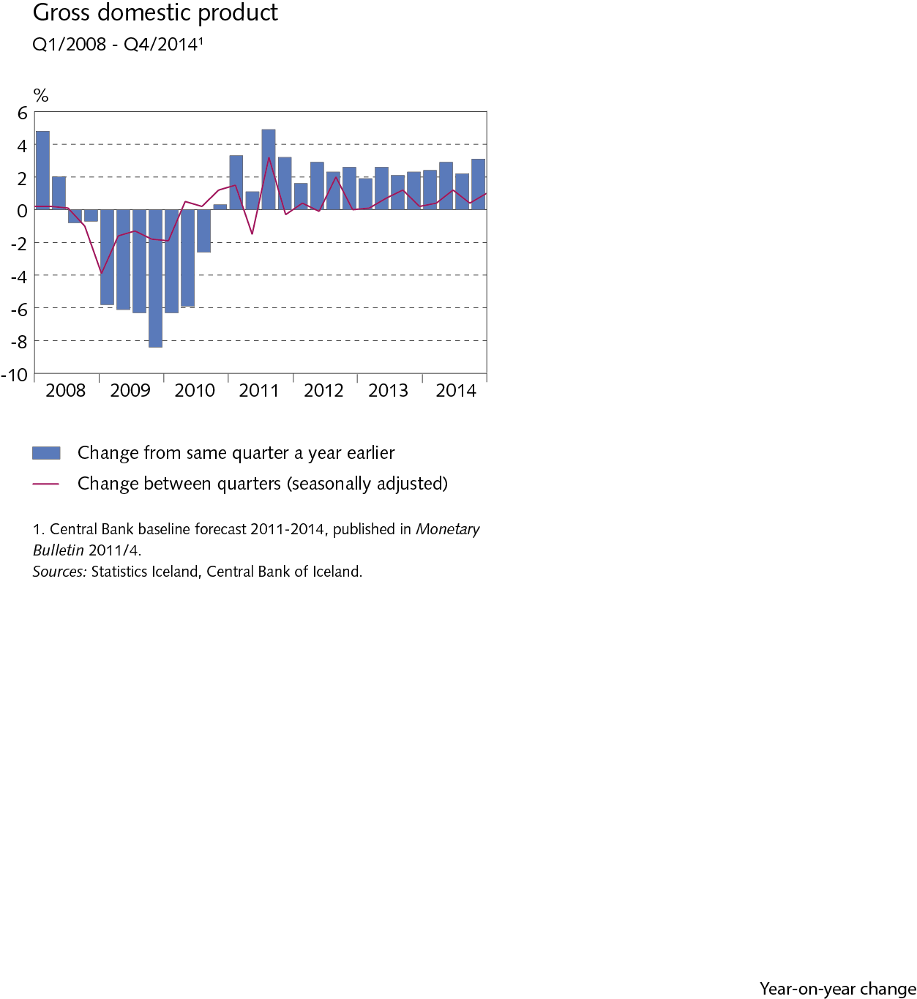 Gross domestic product
Q1/2008 - Q4/2014¹
%
6
4
2
0
-2
-4
-6
-8
-10
2008 2009 2010 2011 2012 2013 2014
Change from same quarter a year earlier
Change between quarters (seasonally adjusted)
1. Central Bank baseline forecast 2011-2014, published in Monetary
Bulletin 2011/4.
Sources: Statistics Iceland, Central Bank of Iceland.
Year-on-year change